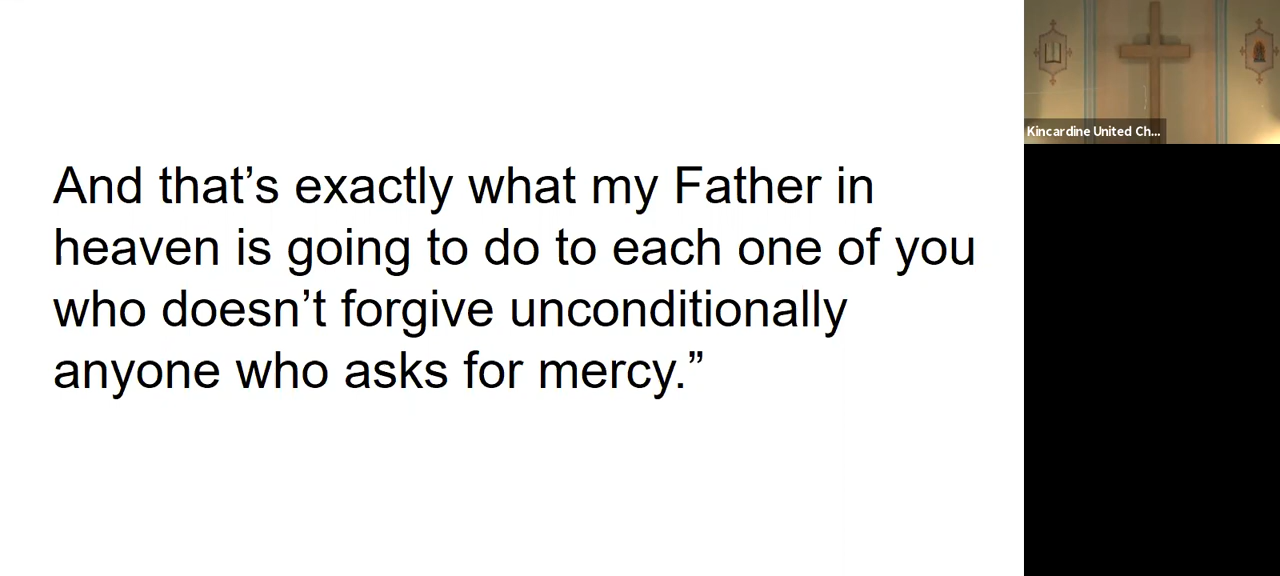 And that’s exactly what my Father in
heaven is going to do to each one of you
who doesn’t forgive unconditionally
anyone who asks for mercy.”
Kincardine United Ch...